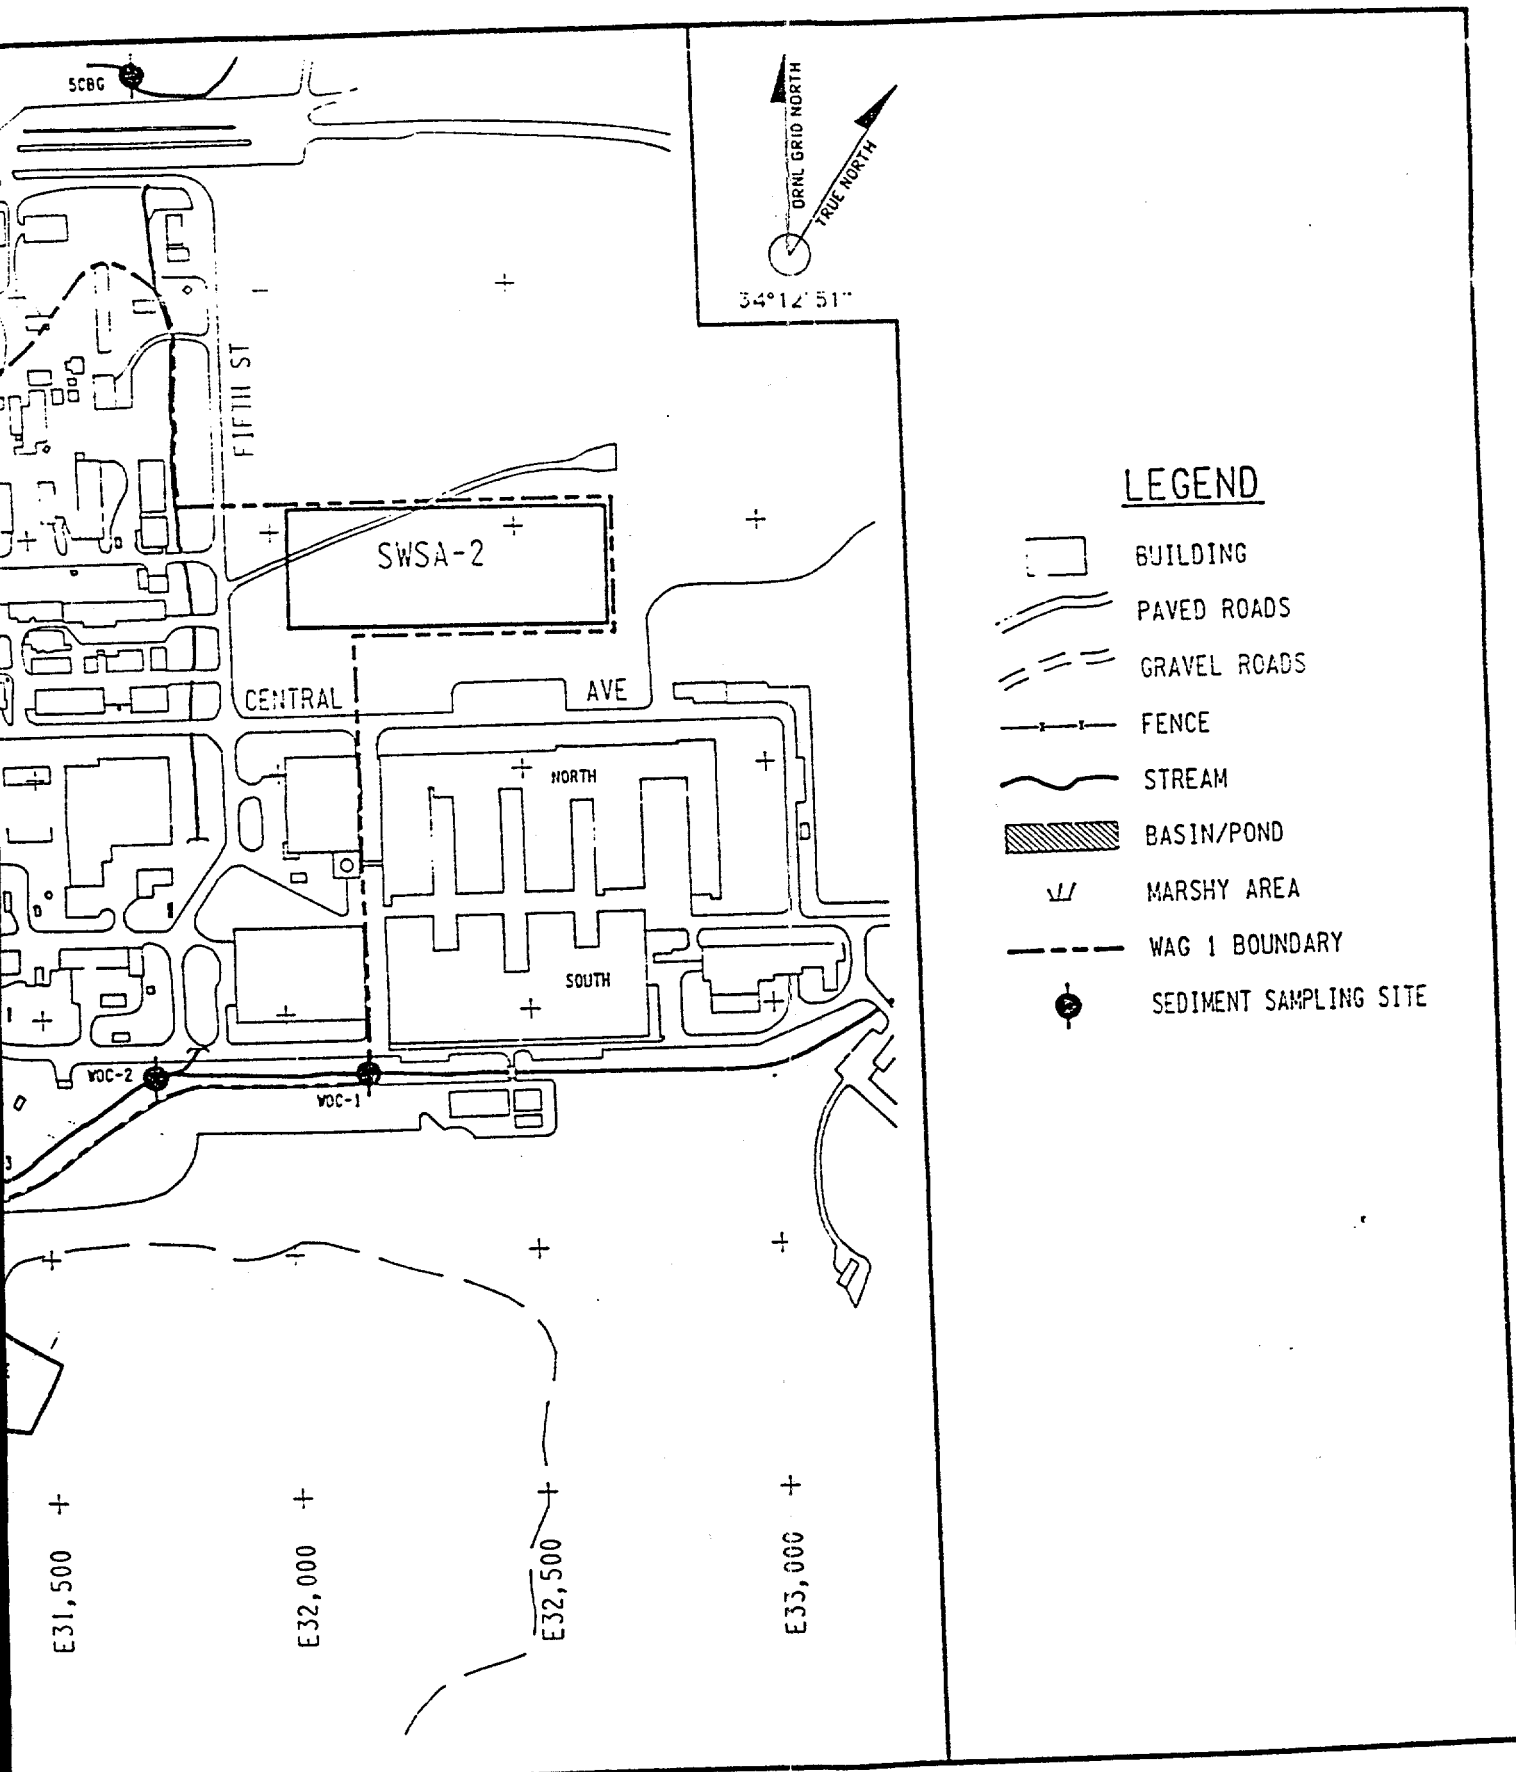 5CBG
ORNL GRID NORTH
TRUE NORTH
34°12'51"
FIFTH ST
SWSA-2
CENTRAL AVE
NORTH
SOUTH
WOC-2
WOC-1
3
E31,500
E32,000
E32,500
E33,000
LEGEND
BUILDING
PAVED ROADS
GRAVEL ROADS
FENCE
STREAM
BASIN/POND
MARSHY AREA
WAG 1 BOUNDARY
SEDIMENT SAMPLING SITE